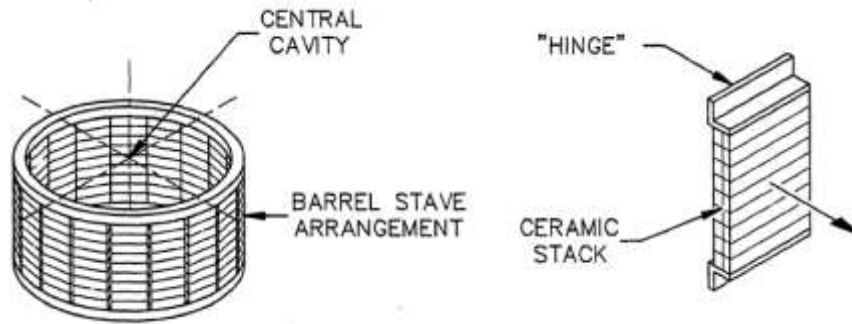 CENTRAL
CAVITY
"HINGE"
BARREL STAVE
ARRANGEMENT
CERAMIC
STACK